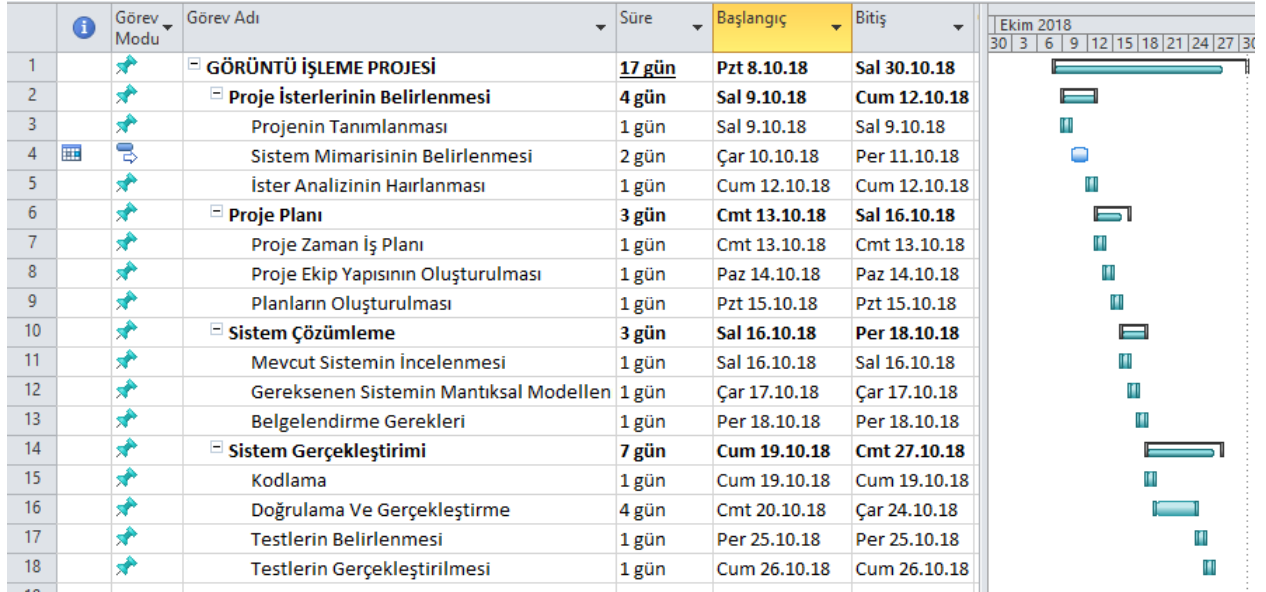 Görev Modu Görev Adı Süre Başlangıç Bitiş
Ekim 2018
30 3 6 9 12 15 18 21 24 27 30
1 GÖRÜNTÜ İŞLEME PROJESİ 17 gün Pzt 8.10.18 Sal 30.10.18
2 Proje İsterlerinin Belirlenmesi 4 gün Sal 9.10.18 Cum 12.10.18
3 Projenin Tanımlanması 1 gün Sal 9.10.18 Sal 9.10.18
4 Sistem Mimarisinin Belirlenmesi 2 gün Çar 10.10.18 Per 11.10.18
5 İster Analizinin Haırlanması 1 gün Cum 12.10.18 Cum 12.10.18
6 Proje Planı 3 gün Cmt 13.10.18 Sal 16.10.18
7 Proje Zaman İş Planı 1 gün Cmt 13.10.18 Cmt 13.10.18
8 Proje Ekip Yapısının Oluşturulması 1 gün Paz 14.10.18 Paz 14.10.18
9 Planların Oluşturulması 1 gün Pzt 15.10.18 Pzt 15.10.18
10 Sistem Çözümleme 3 gün Sal 16.10.18 Per 18.10.18
11 Mevcut Sistemin İncelenmesi 1 gün Sal 16.10.18 Sal 16.10.18
12 Gereksenen Sistemin Mantıksal Modellen 1 gün Çar 17.10.18 Çar 17.10.18
13 Belgelendirme Gerekleri 1 gün Per 18.10.18 Per 18.10.18
14 Sistem Gerçekleştirimi 7 gün Cum 19.10.18 Cmt 27.10.18
15 Kodlama 1 gün Cum 19.10.18 Cum 19.10.18
16 Doğrulama Ve Gerçekleştirme 4 gün Cmt 20.10.18 Çar 24.10.18
17 Testlerin Belirlenmesi 1 gün Per 25.10.18 Per 25.10.18
18 Testlerin Gerçekleştirilmesi 1 gün Cum 26.10.18 Cum 26.10.18